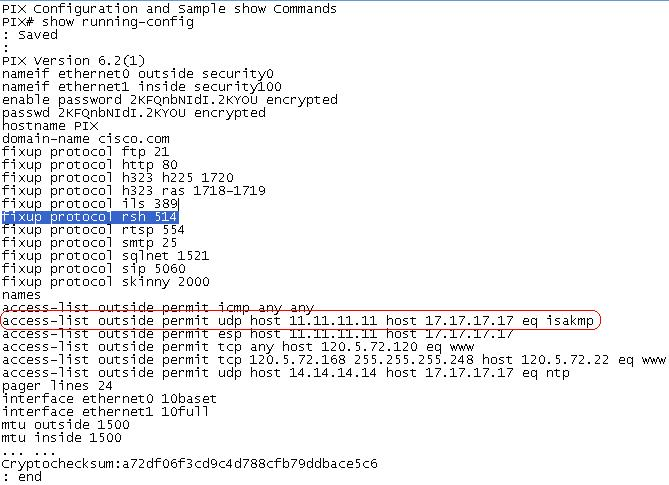 PIX Configuration and Sample show Commands
PIX# show running-config
: Saved
:
PIX Version 6.2(1)
nameif ethernet0 outside security0
nameif ethernet1 inside security100
enable password 2KFQnbNIdI.2KYOU encrypted
passwd 2KFQnbNIdI.2KYOU encrypted
hostname PIX
domain-name cisco.com
fixup protocol ftp 21
fixup protocol http 80
fixup protocol h323 h225 1720
fixup protocol h323 ras 1718-1719
fixup protocol ils 389
fixup protocol rsh 514
fixup protocol rtsp 554
fixup protocol smtp 25
fixup protocol sqlnet 1521
fixup protocol sip 5060
fixup protocol skinny 2000
names
access-list outside permit icmp any any
access-list outside permit udp host 11.11.11.11 host 17.17.17.17 eq isakmp
access-list outside permit esp host 11.11.11.11 host 17.17.17.17
access-list outside permit tcp any host 120.5.72.120 eq www
access-list outside permit tcp 120.5.72.168 255.255.255.248 host 120.5.72.22 eq www
access-list outside permit udp host 14.14.14.14 host 17.17.17.17 eq ntp
pager lines 24
interface ethernet0 10baset
interface ethernet1 10full
mtu outside 1500
mtu inside 1500
... ...
Cryptochecksum:a72df06f3cd9c4d788cfb79ddbace5c6
: end